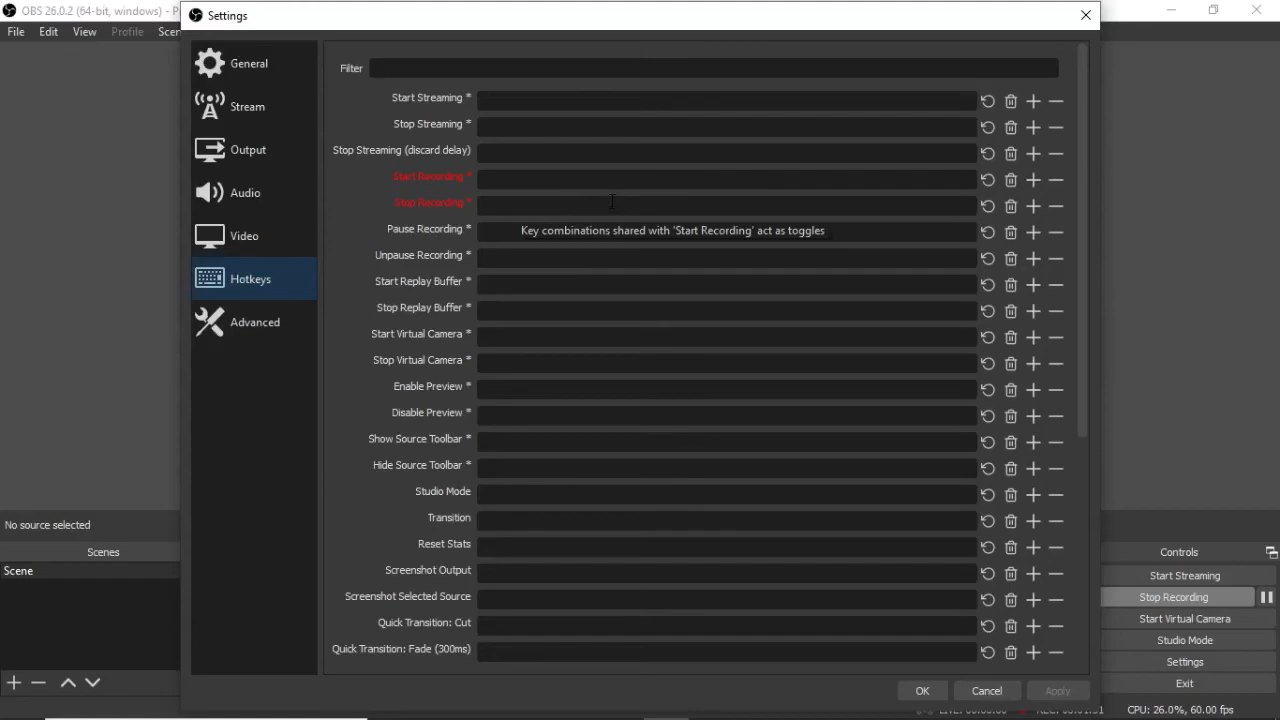 OBS 26.0.2 (64-bit, windows) - P
Settings
File Edit View Profile Scen
General
Stream
Output
Audio
Video
Hotkeys
Advanced
Filter
Start Streaming *
Stop Streaming *
Stop Streaming (discard delay)
Start Recording *
Stop Recording *
Pause Recording *
Key combinations shared with 'Start Recording' act as toggles
Unpause Recording *
Start Replay Buffer *
Stop Replay Buffer *
Start Virtual Camera *
Stop Virtual Camera *
Enable Preview *
Disable Preview *
Show Source Toolbar *
Hide Source Toolbar *
Studio Mode
Transition
Reset Stats
Screenshot Output
Screenshot Selected Source
Quick Transition: Cut
Quick Transition: Fade (300ms)
OK Cancel Apply
No source selected
Scenes
Scene
Controls
Start Streaming
Stop Recording
Start Virtual Camera
Studio Mode
Settings
Exit
CPU: 26.0%, 60.00 fps